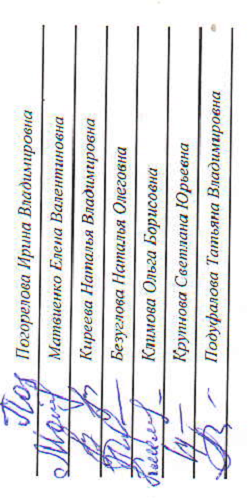 Погорелова Ирина Владимировна
Матвиенко Елена Валентиновна
Киреева Наталья Владимировна
Безуглова Наталья Олеговна
Климова Ольга Борисовна
Крупнова Светлана Юрьевна
Подуфалова Татьяна Владимировна